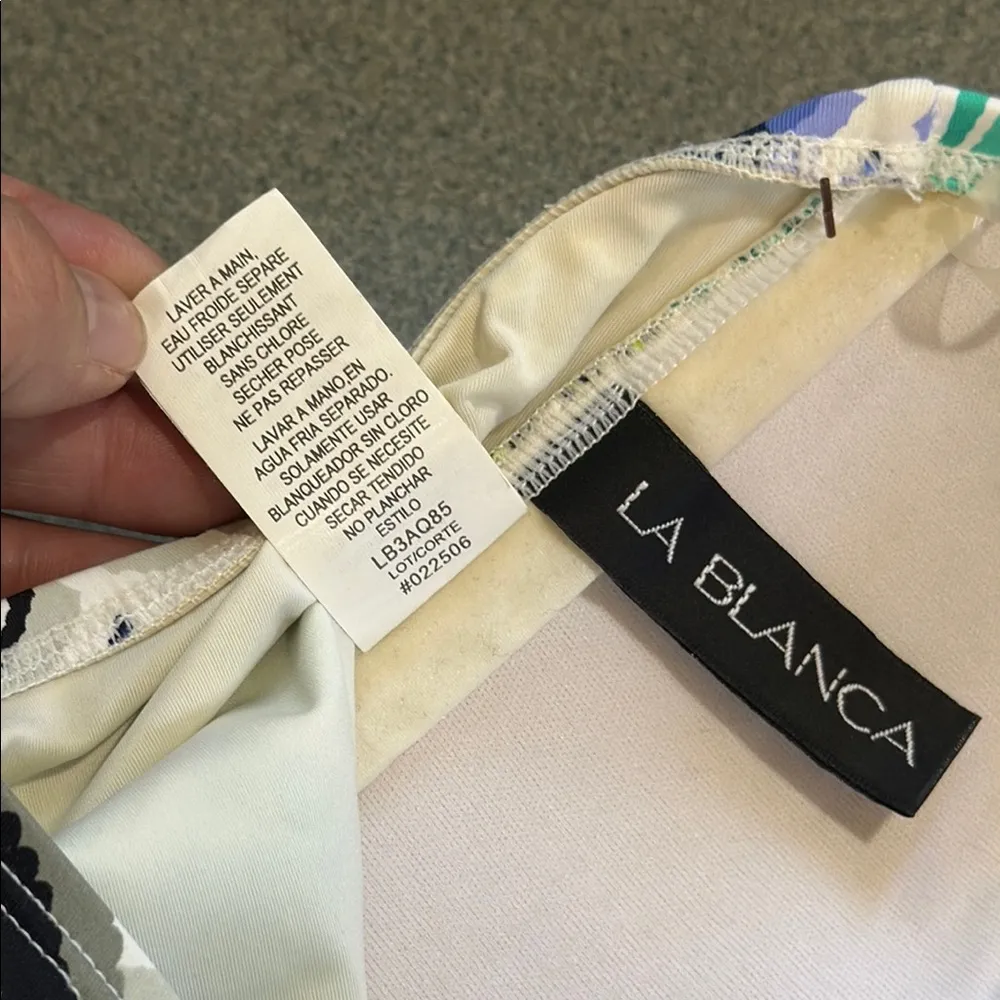 LAVER A MAIN,
EAU FROIDE SEPARE
UTILISER SEULEMENT
BLANCHISSANT
SANS CHLORE
SECHER POSE
NE PAS REPASSER
LAVAR A MANO,EN
AGUA FRIA SEPARADO.
SOLAMENTE USAR
BLANQUEADOR SIN CLORO
CUANDO SE NECESITE
SECAR TENDIDO
NO PLANCHAR
ESTILO
LB3AQ85
LOT/CORTE
#022506
LA BLANCA